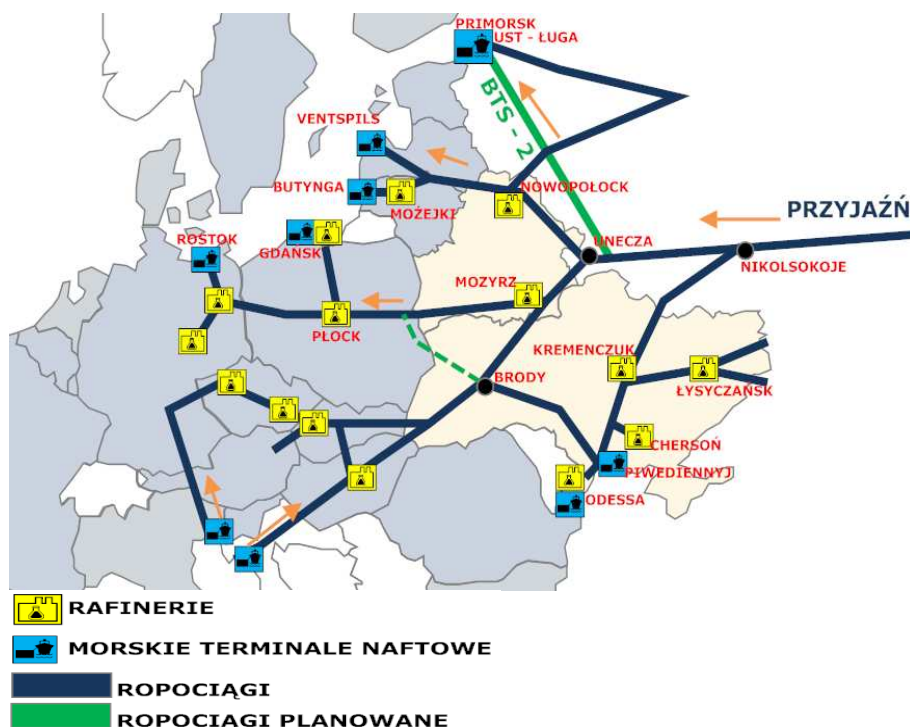 PRIMORSK
UST - ŁUGA
BTS - 2
VENTSPILS
BUTYNGA
MOŻEJKI
NOWOPOŁOCK
PRZYJAŹŃ
ROSTOK
GDAŃSK
UNECZA
NIKOLSOKOJE
MOZYRZ
PŁOCK
KREMENCZUK
BRODY
ŁYSYCZAŃSK
CHERSOŃ
PIWEDIENNYJ
ODESSA
RAFINERIE
MORSKIE TERMINALE NAFTOWE
ROPOCIĄGI
ROPOCIAGI PLANOWANE